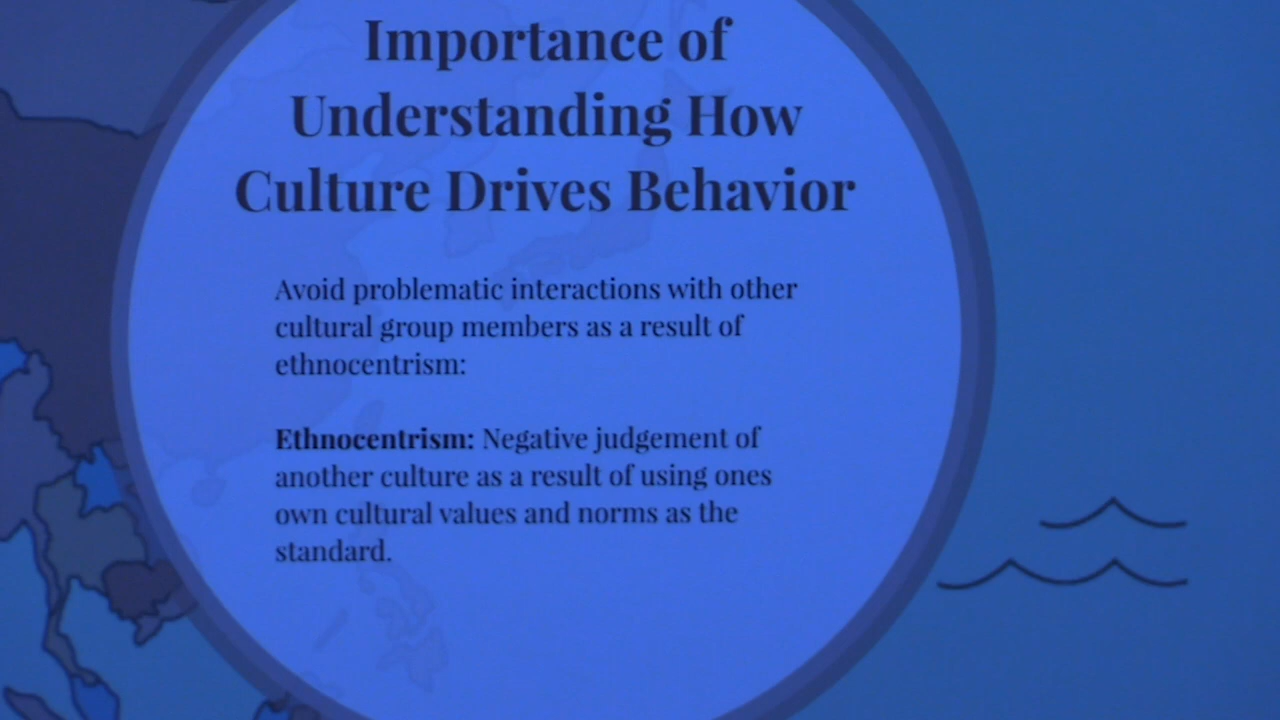 Importance of
Understanding How
Culture Drives Behavior
Avoid problematic interactions with other
cultural group members as a result of
ethnocentrism:
Ethnocentrism: Negative judgement of
another culture as a result of using ones
own cultural values and norms as the
standard.